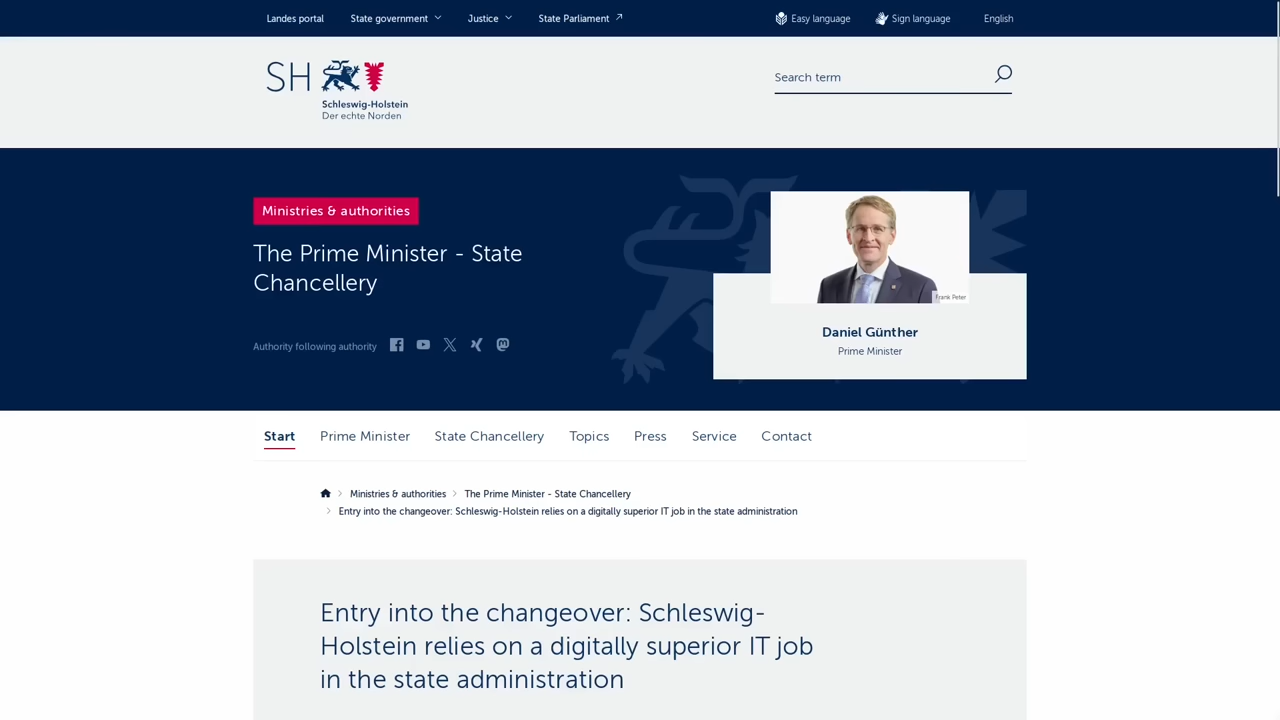 Landes portal State government Justice State Parliament Easy language Sign language English
SH
Schleswig-Holstein
Der echte Norden
Search term
Ministries & authorities
The Prime Minister - State
Chancellery
Frank Peter
Daniel Günther
Prime Minister
Authority following authority
Start Prime Minister State Chancellery Topics Press Service Contact
Ministries & authorities The Prime Minister - State Chancellery
Entry into the changeover: Schleswig-Holstein relies on a digitally superior IT job in the state administration
Entry into the changeover: Schleswig-
Holstein relies on a digitally superior IT job
in the state administration